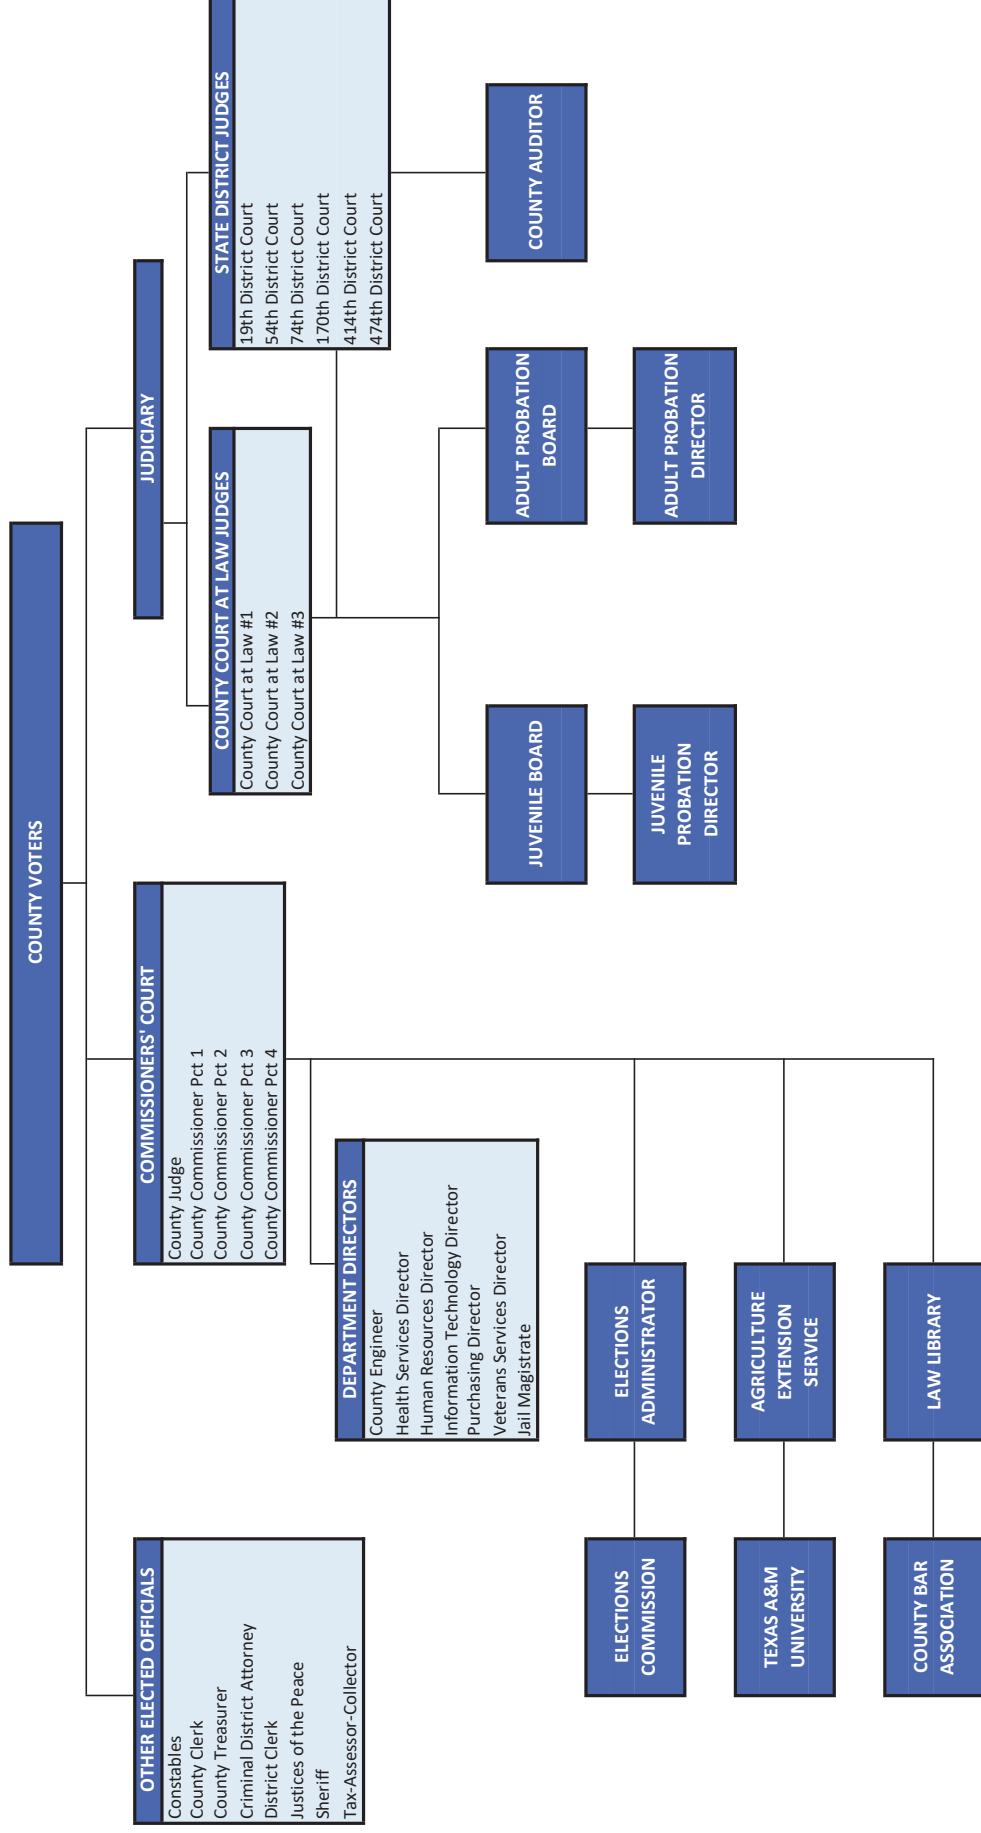 COUNTY VOTERS
OTHER ELECTED OFFICIALS
Constables
County Clerk
County Treasurer
Criminal District Attorney
District Clerk
Justices of the Peace
Sheriff
Tax-Assessor-Collector
COMMISSIONERS' COURT
County Judge
County Commissioner Pct 1
County Commissioner Pct 2
County Commissioner Pct 3
County Commissioner Pct 4
JUDICIARY
COUNTY COURT AT LAW JUDGES
County Court at Law #1
County Court at Law #2
County Court at Law #3
STATE DISTRICT JUDGES
19th District Court
54th District Court
74th District Court
170th District Court
414th District Court
474th District Court
DEPARTMENT DIRECTORS
County Engineer
Health Services Director
Human Resources Director
Information Technology Director
Purchasing Director
Veterans Services Director
Jail Magistrate
JUVENILE BOARD
ADULT PROBATION
BOARD
COUNTY AUDITOR
ELECTIONS
COMMISSION
ELECTIONS
ADMINISTRATOR
JUVENILE
PROBATION
DIRECTOR
ADULT PROBATION
DIRECTOR
TEXAS A&M
UNIVERSITY
AGRICULTURE
EXTENSION
SERVICE
COUNTY BAR
ASSOCIATION
LAW LIBRARY